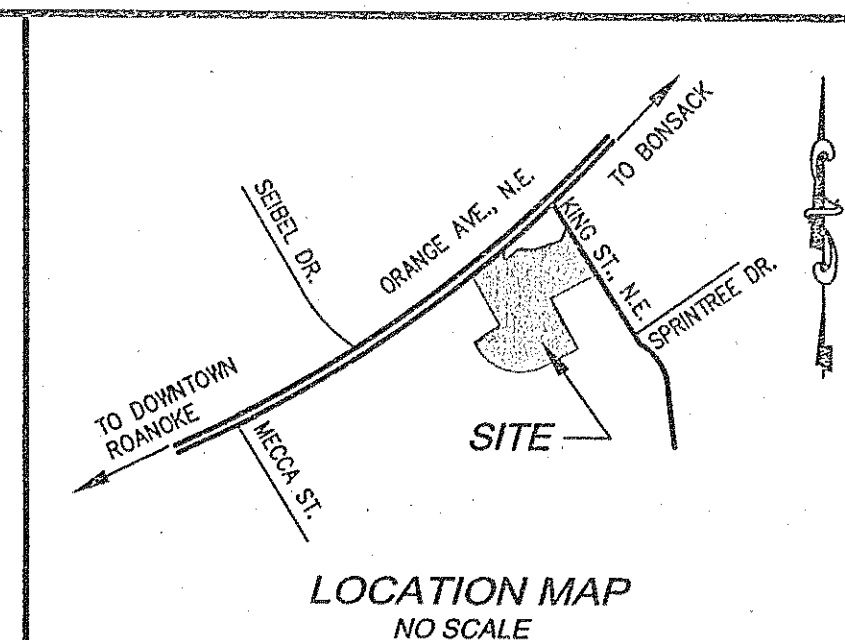 TO BONSACK
SEIBEL DR.
ORANGE AVE., N.E.
KING ST., N.E.
SPRINTREE DR.
TO DOWNTOWN
ROANOKE
MECCA ST.
SITE
LOCATION MAP
NO SCALE